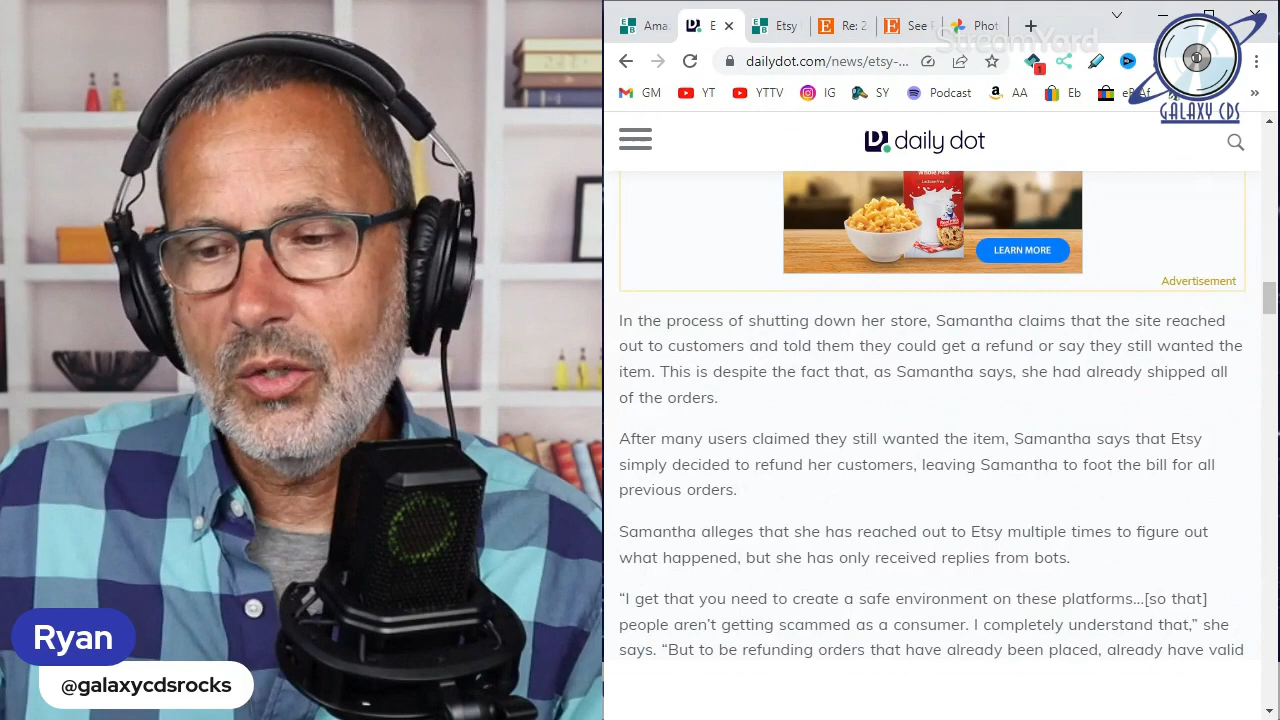 Ama
E
Etsy
Re: 2
See
Phot
StreamYard
dailydot.com/news/etsy-...
1
GM
YT
YTTV
IG
SY
Podcast
AA
Eb
GALAXY CDS
daily dot
Whole Milk
LEARN MORE
Advertisement
In the process of shutting down her store, Samantha claims that the site reached
out to customers and told them they could get a refund or say they still wanted the
item. This is despite the fact that, as Samantha says, she had already shipped all
of the orders.
After many users claimed they still wanted the item, Samantha says that Etsy
simply decided to refund her customers, leaving Samantha to foot the bill for all
previous orders.
Samantha alleges that she has reached out to Etsy multiple times to figure out
what happened, but she has only received replies from bots.
“I get that you need to create a safe environment on these platforms…[so that]
people aren’t getting scammed as a consumer. I completely understand that,” she
says. “But to be refunding orders that have already been placed, already have valid
Ryan
@galaxycdsrocks